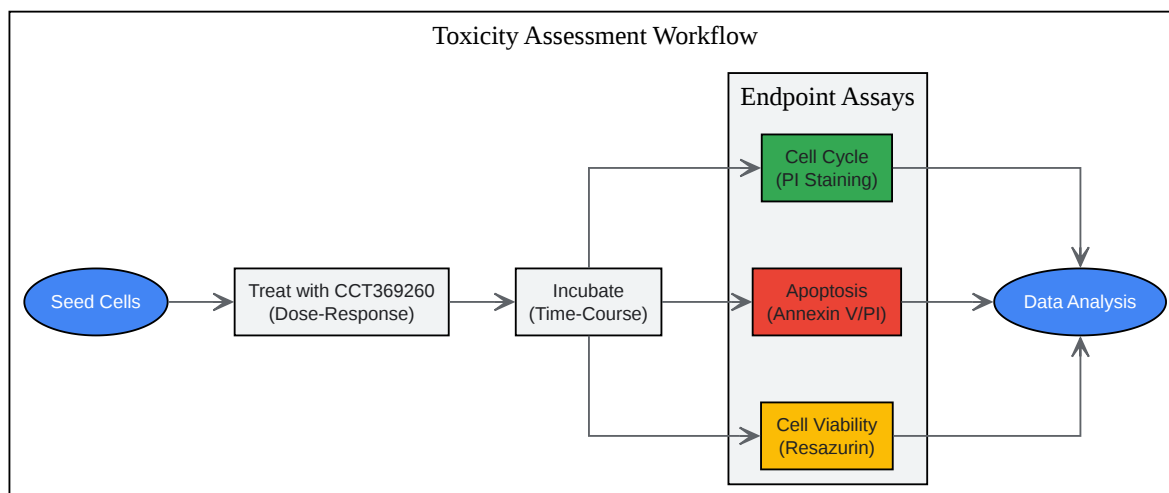 Toxicity Assessment Workflow
Endpoint Assays
Cell Cycle
(PI Staining)
Seed Cells
Treat with CCT369260
(Dose-Response)
Incubate
(Time-Course)
Apoptosis
(Annexin V/PI)
Data Analysis
Cell Viability
(Resazurin)